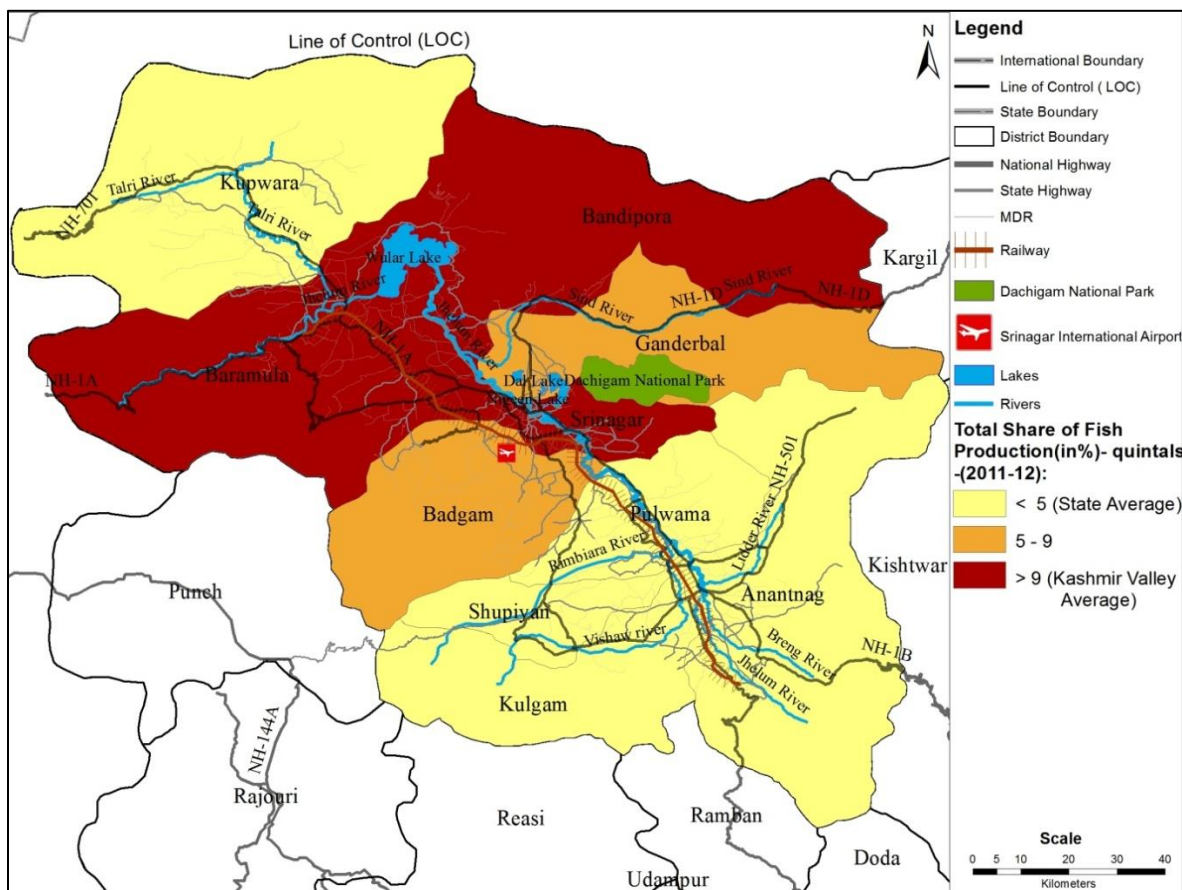 Line of Control (LOC)
N
Talri River
Kupwara
NH-701
Talri River
Bandipora
Kargil
Wular Lake
Jhelum River
Sind River
NH-1D
Sind River
NH-1D
Jhelum River
NH-1A
Ganderbal
Baramula
NH-1A
Dal Lake
Dachigam National Park
Nigeen Lake
Srinagar
NH-501
Badgam
Pulwama
Lidder River
Rimbiara River
Kishtwar
Punch
Shupiyan
Anantnag
Vishaw river
Breng River
NH-1B
Jhelum River
Kulgam
NH-144A
Rajouri
Reasi
Ramban
Doda
Udampur
Legend
International Boundary
Line of Control ( LOC)
State Boundary
District Boundary
National Highway
State Highway
MDR
Railway
Dachigam National Park
Srinagar International Airport
Lakes
Rivers
Total Share of Fish
Production(in%)- quintals
-(2011-12):
< 5 (State Average)
5 - 9
> 9 (Kashmir Valley
Average)
Scale
0 5 10 20 30 40
Kilometers